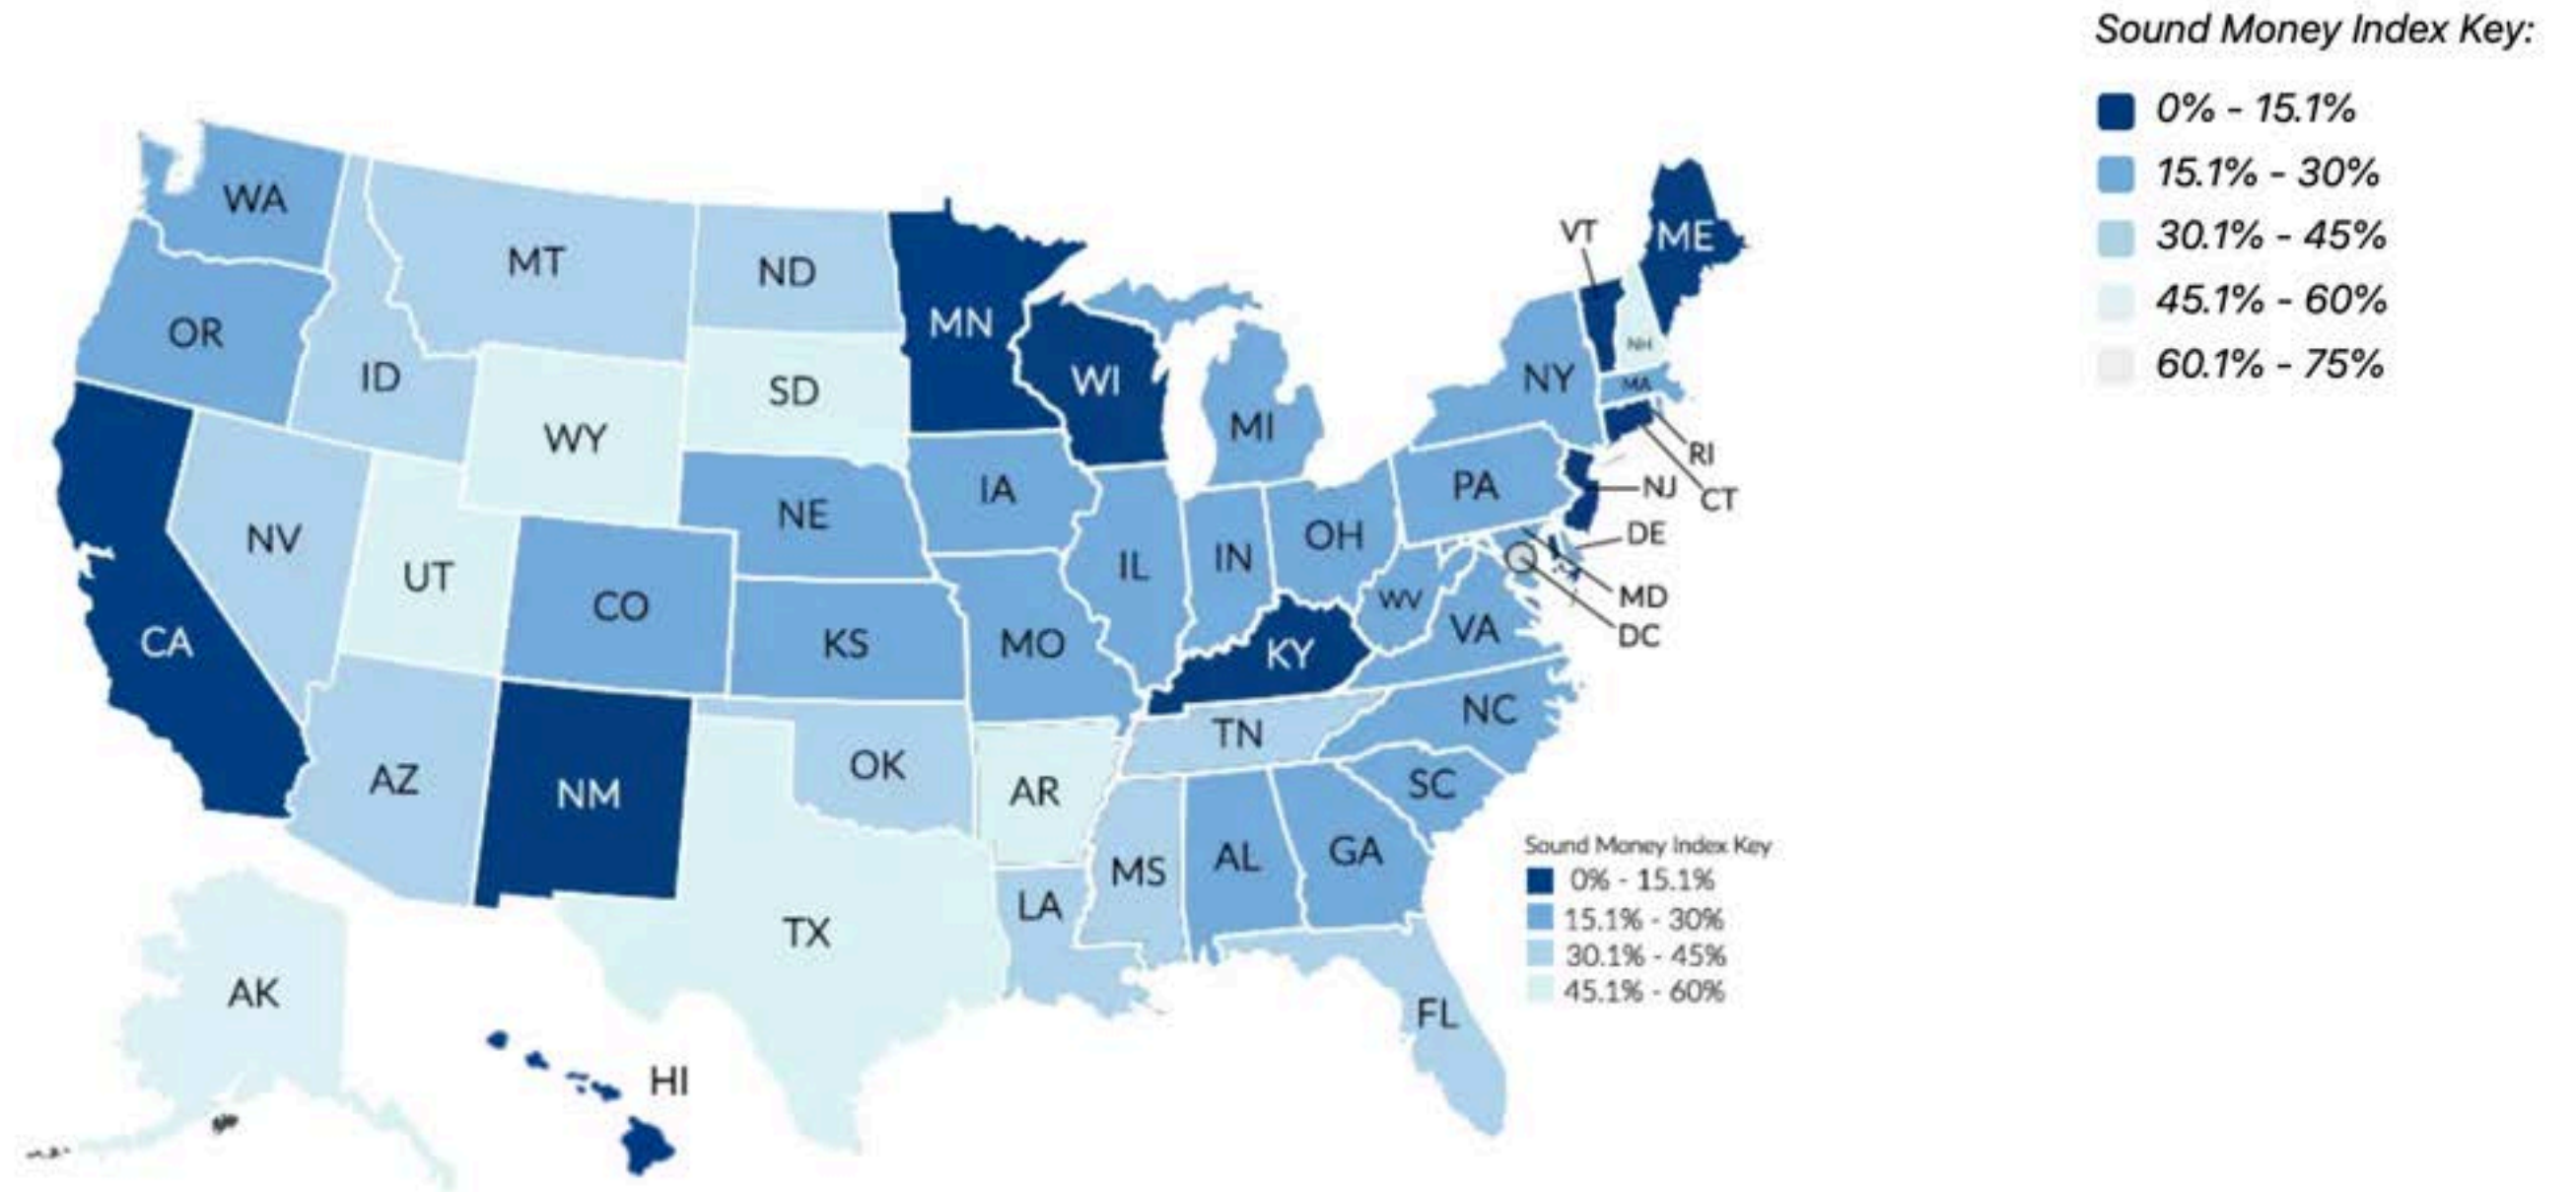 Sound Money Index Key:
0% - 15.1%
15.1% - 30%
30.1% - 45%
45.1% - 60%
60.1% - 75%
WA
MT
ND
MN
VT
ME
OR
ID
SD
WI
NH
NY
MA
MI
WY
RI
NJ
CT
IA
PA
NE
NV
OH
DE
IL
IN
UT
CO
WV
MD
DC
KS
MO
VA
CA
KY
NC
TN
OK
AZ
NM
AR
SC
MS
AL
GA
LA
TX
FL
AK
HI
Sound Money Index Key
0% - 15.1%
15.1% - 30%
30.1% - 45%
45.1% - 60%